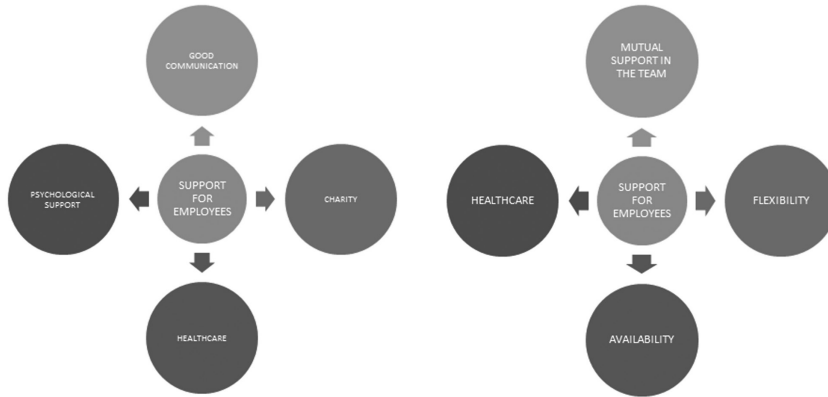 GOOD
COMMUNICATION
PSYCHOLOGICAL
SUPPORT
SUPPORT
FOR
EMPLOYEES
CHARITY
HEALTHCARE
MUTUAL
SUPPORT IN
THE TEAM
HEALTHCARE
SUPPORT
FOR
EMPLOYEES
FLEXIBILITY
AVAILABILITY